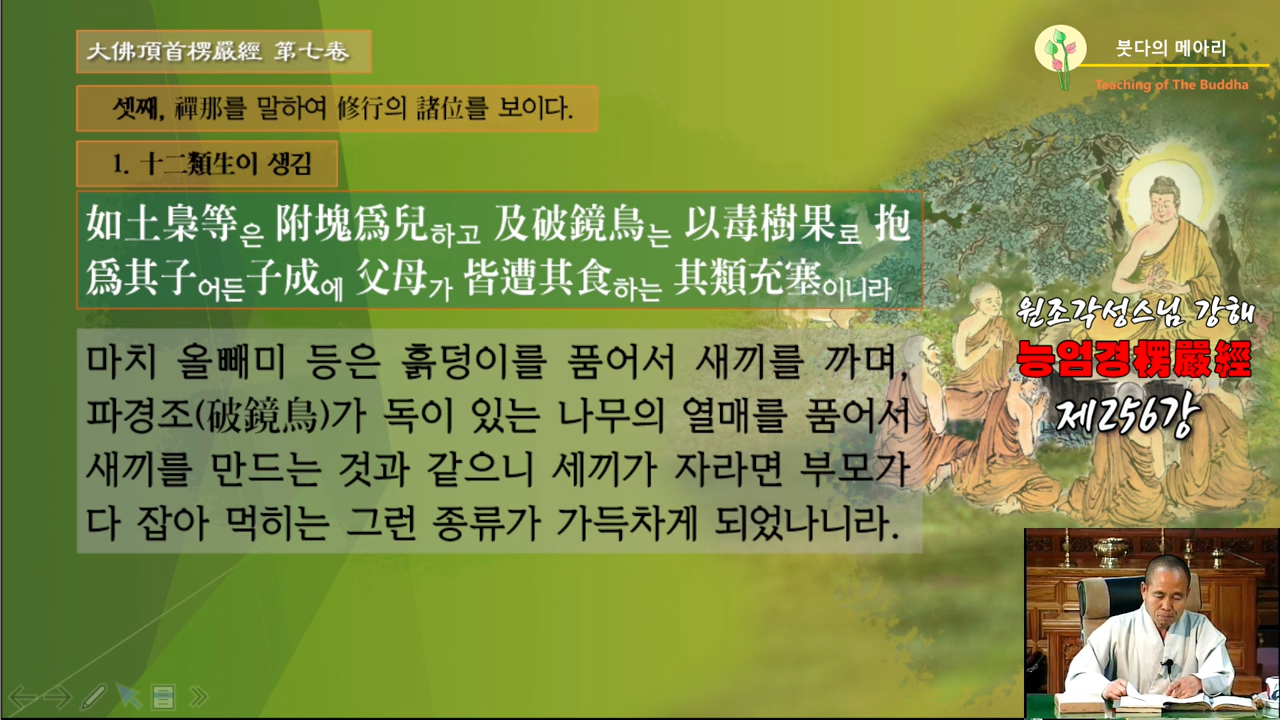 大佛頂首楞嚴經 第七卷
셋째, 禪那를 말하여 修行의 諸位를 보이다.
1. 十二類生이 생김
如土梟等은 附塊爲兒하고 及破鏡鳥는 以毒樹果로 抱
爲其子어든子成에 父母가 皆遭其食하는 其類充塞이니라
마치 올빼미 등은 흙덩이를 품어서 새끼를 까며,
파경조(破鏡鳥)가 독이 있는 나무의 열매를 품어서
새끼를 만드는 것과 같으니 세끼가 자라면 부모가
다 잡아 먹히는 그런 종류가 가득차게 되었나니라.
붓다의 메아리
Teaching of The Buddha
원조각성스님 강해
능엄경楞嚴經
제256강